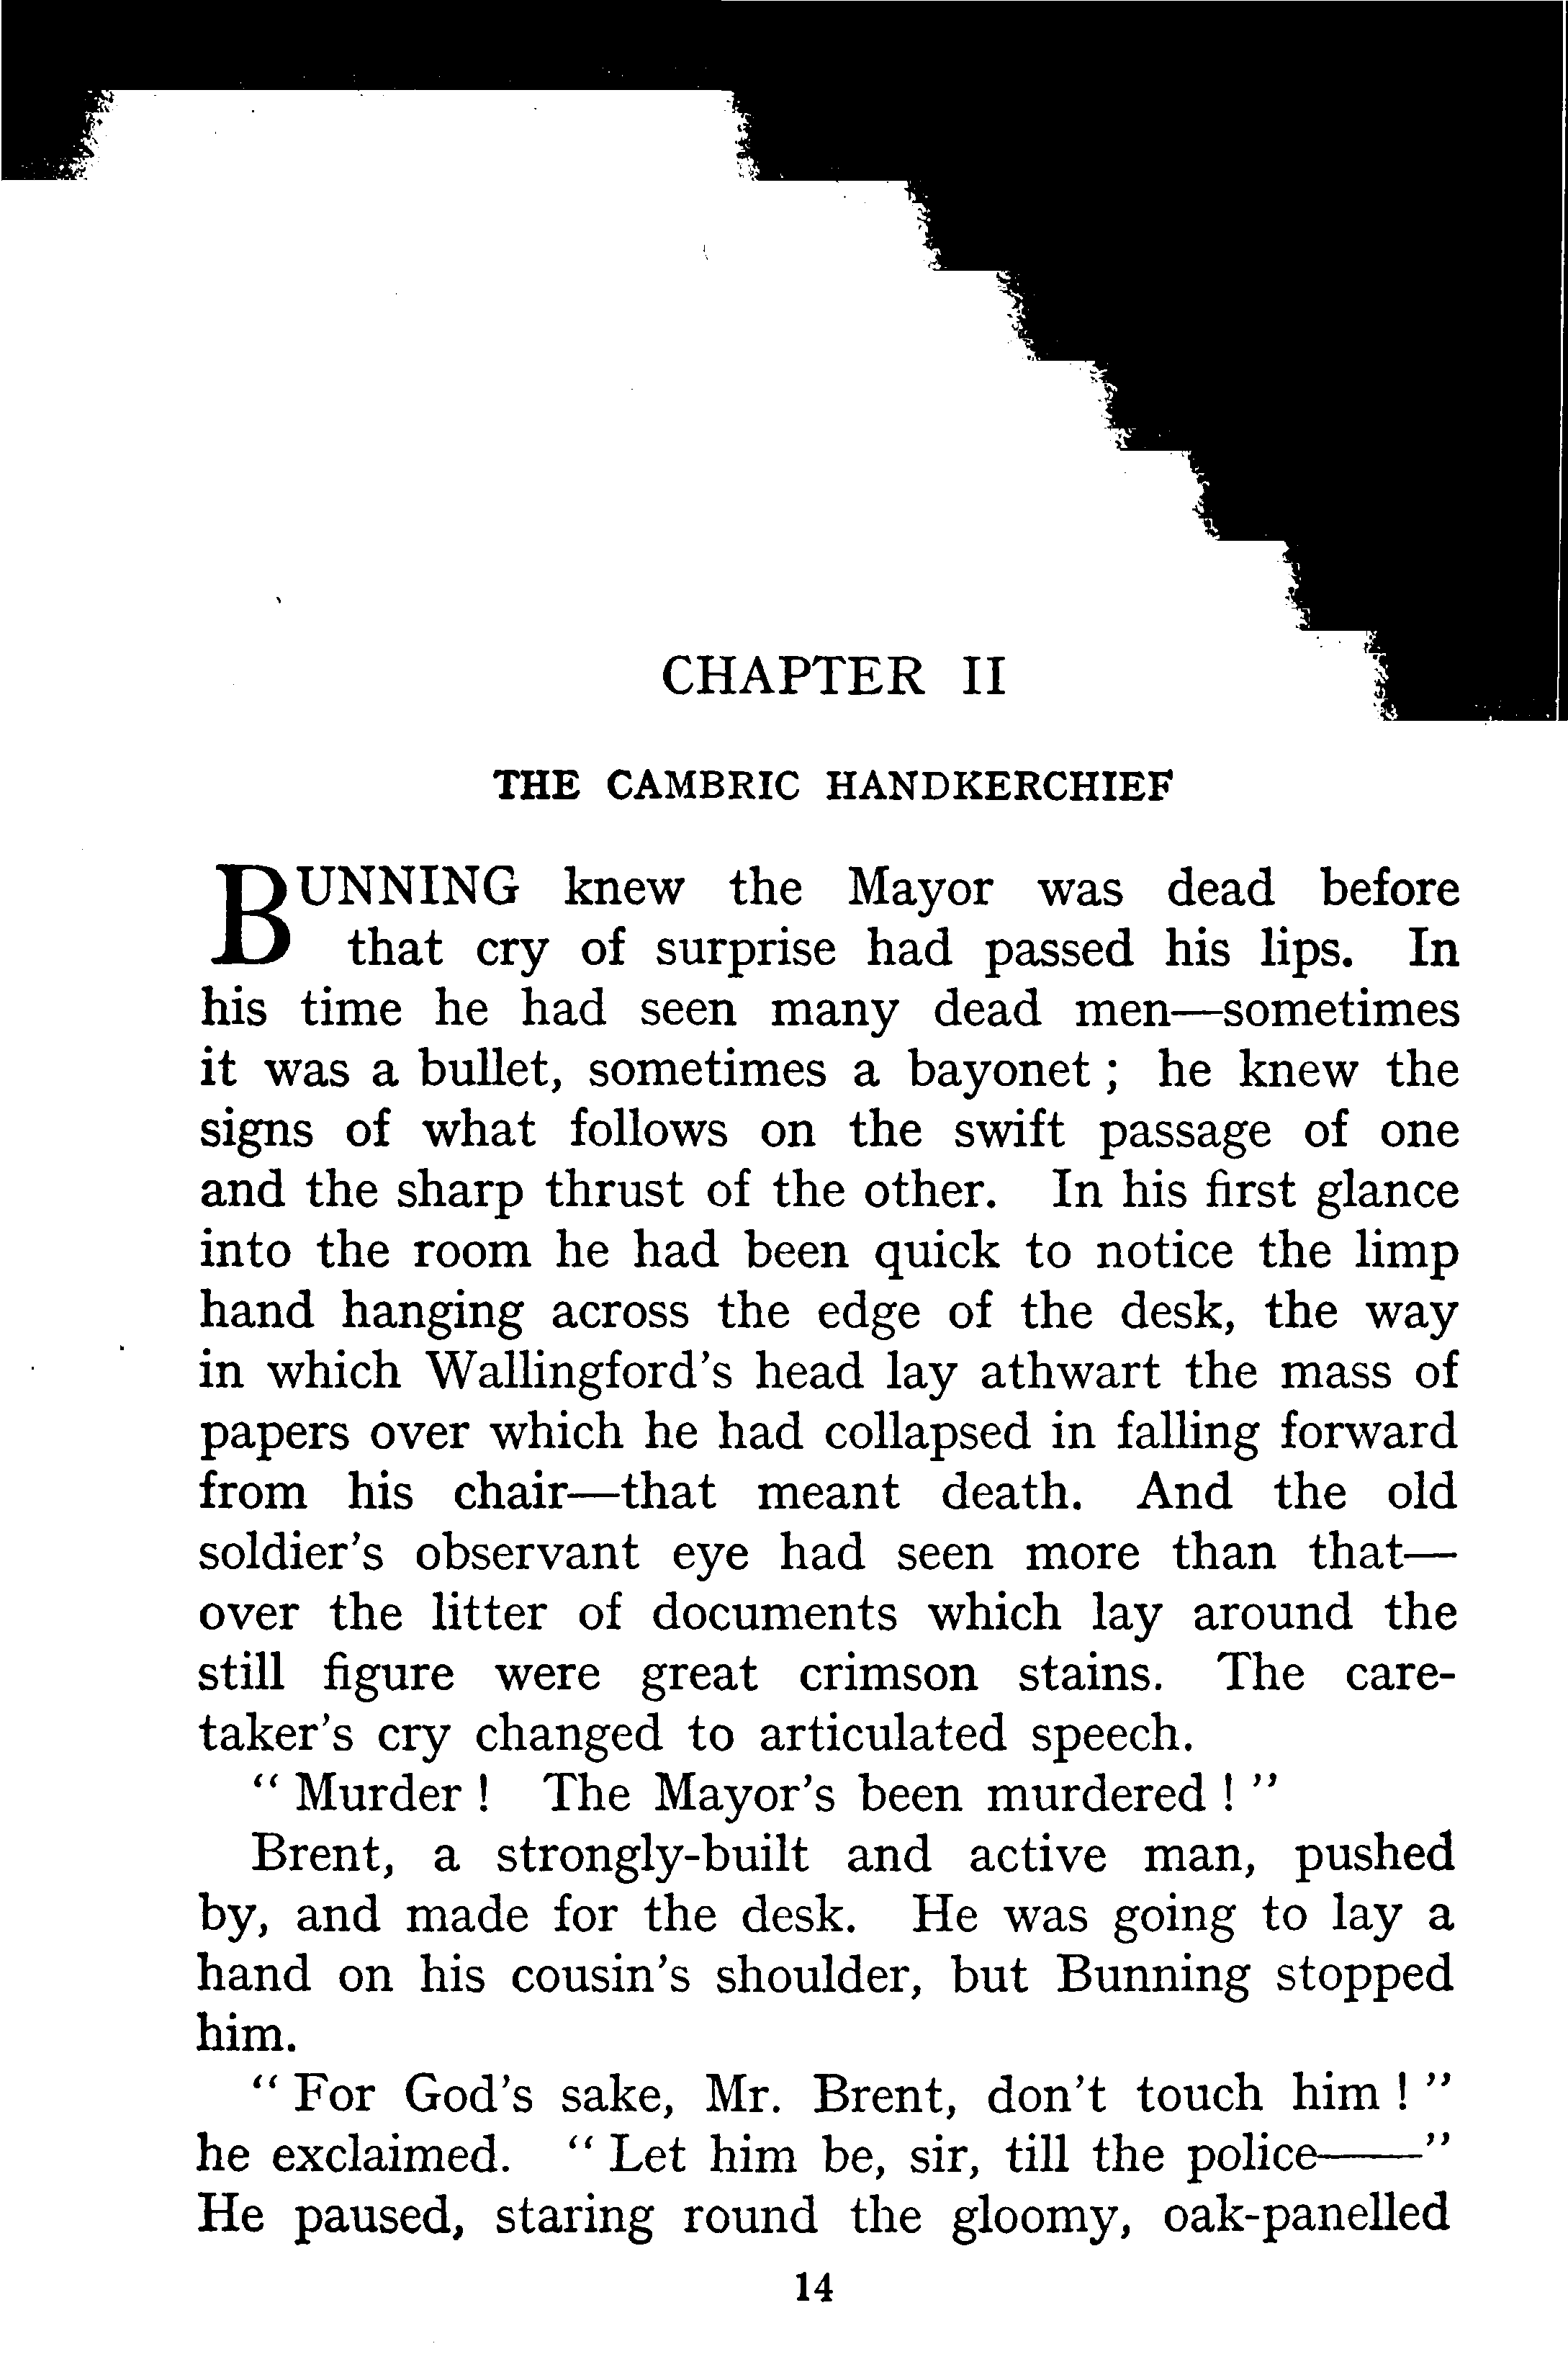 CHAPTER II
THE CAMBRIC HANDKERCHIEF
BUNNING knew the Mayor was dead before
that cry of surprise had passed his lips. In
his time he had seen many dead men—sometimes
it was a bullet, sometimes a bayonet ; he knew the
signs of what follows on the swift passage of one
and the sharp thrust of the other. In his first glance
into the room he had been quick to notice the limp
hand hanging across the edge of the desk, the way
in which Wallingford's head lay athwart the mass of
papers over which he had collapsed in falling forward
from his chair—that meant death. And the old
soldier's observant eye had seen more than that—
over the litter of documents which lay around the
still figure were great crimson stains. The care-
taker's cry changed to articulated speech.
“ Murder ! The Mayor's been murdered ! ”
Brent, a strongly-built and active man, pushed
by, and made for the desk. He was going to lay a
hand on his cousin's shoulder, but Bunning stopped
him.
“ For God's sake, Mr. Brent, don't touch him ! ”
he exclaimed. “ Let him be, sir, till the police——”
He paused, staring round the gloomy, oak-panelled
14